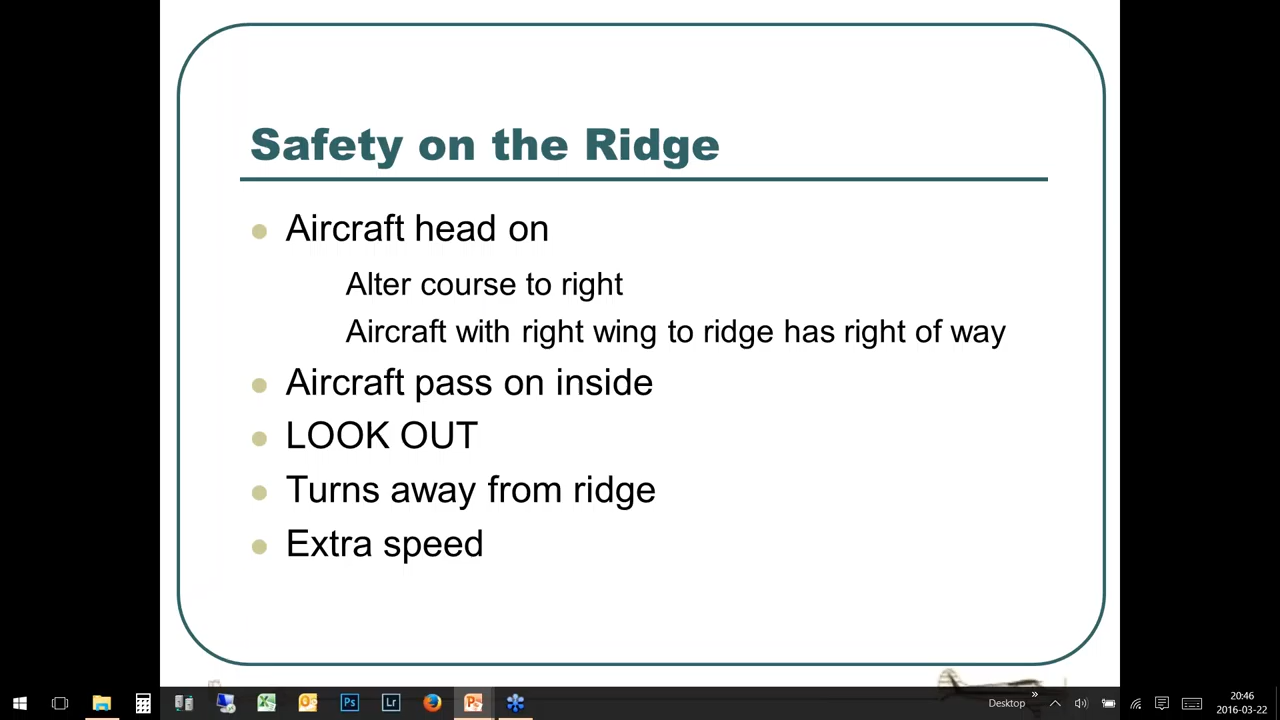 Safety on the Ridge
Aircraft head on
Alter course to right
Aircraft with right wing to ridge has right of way
Aircraft pass on inside
LOOK OUT
Turns away from ridge
Extra speed
Ps
Lr
Desktop
20:46
2016-03-22